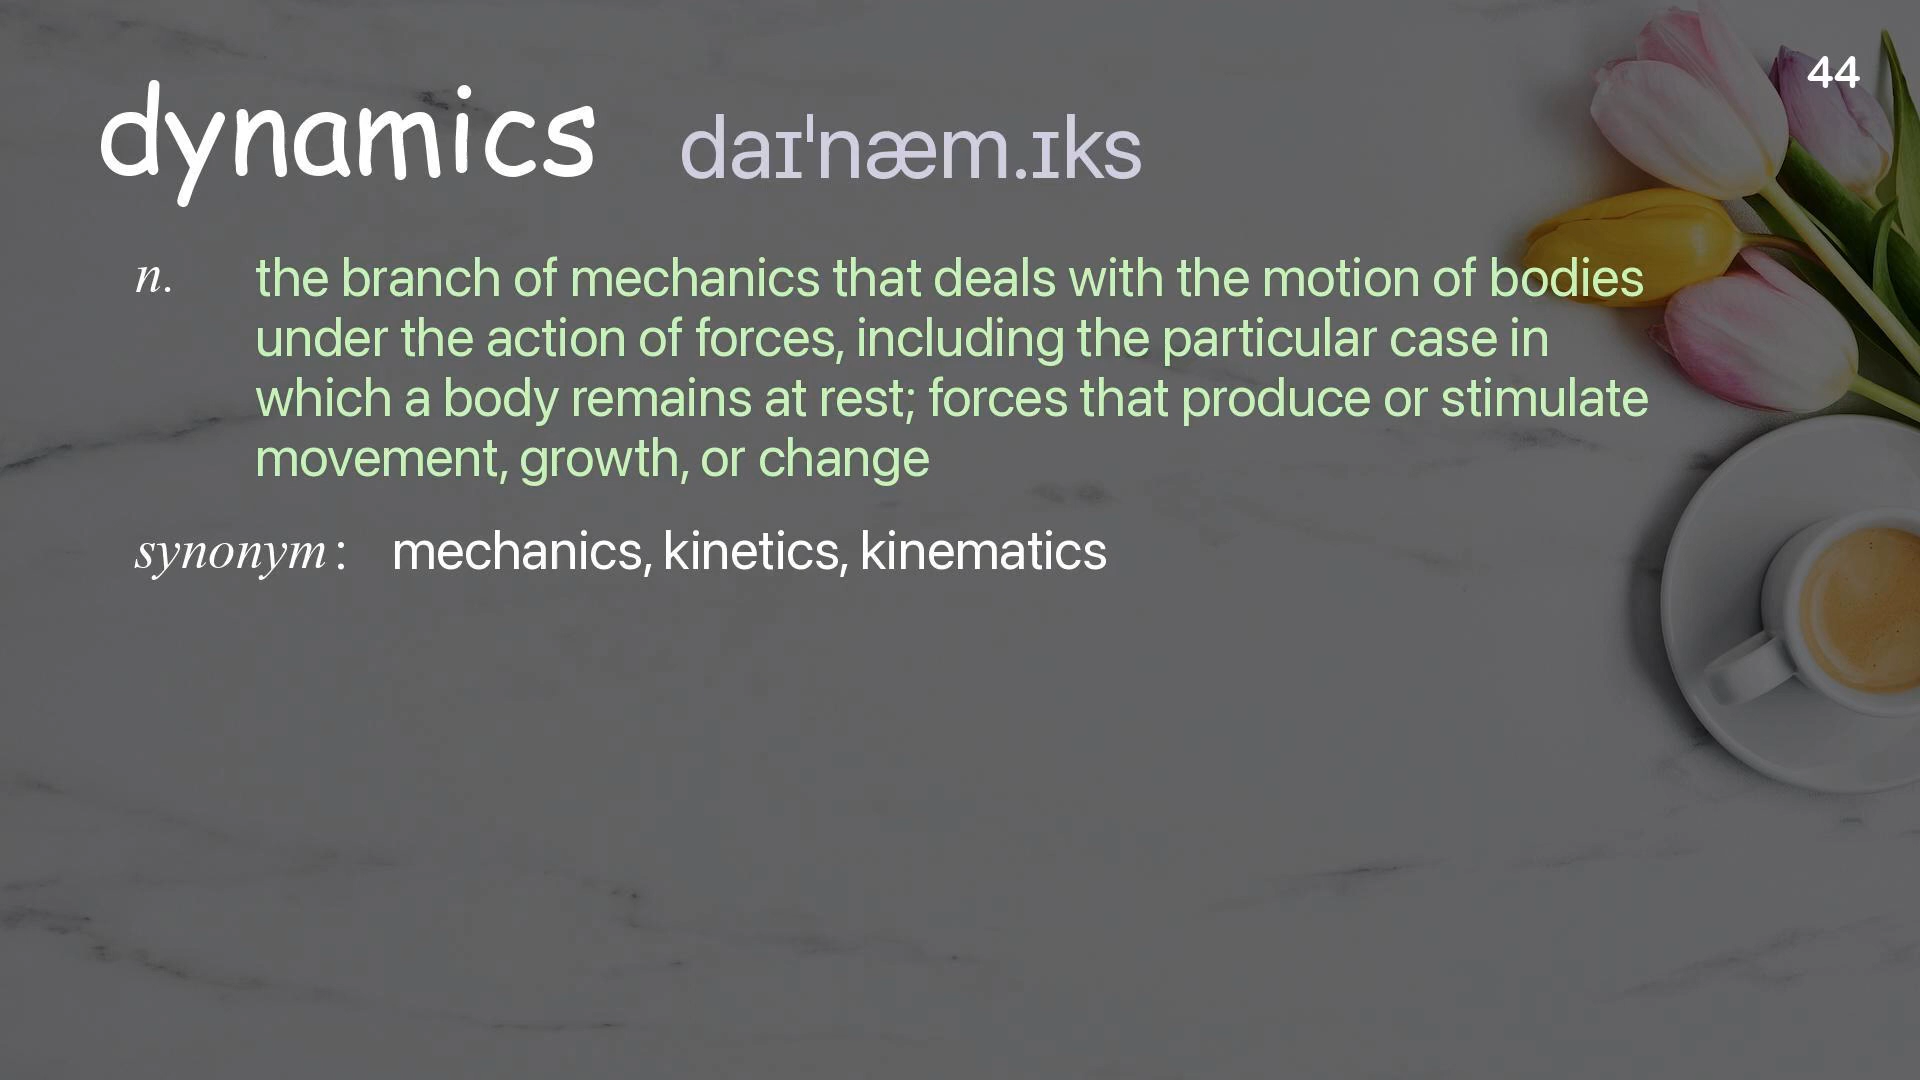 44
dynamics daɪˈnæm.ɪks
n. the branch of mechanics that deals with the motion of bodies
under the action of forces, including the particular case in
which a body remains at rest; forces that produce or stimulate
movement, growth, or change
synonym: mechanics, kinetics, kinematics